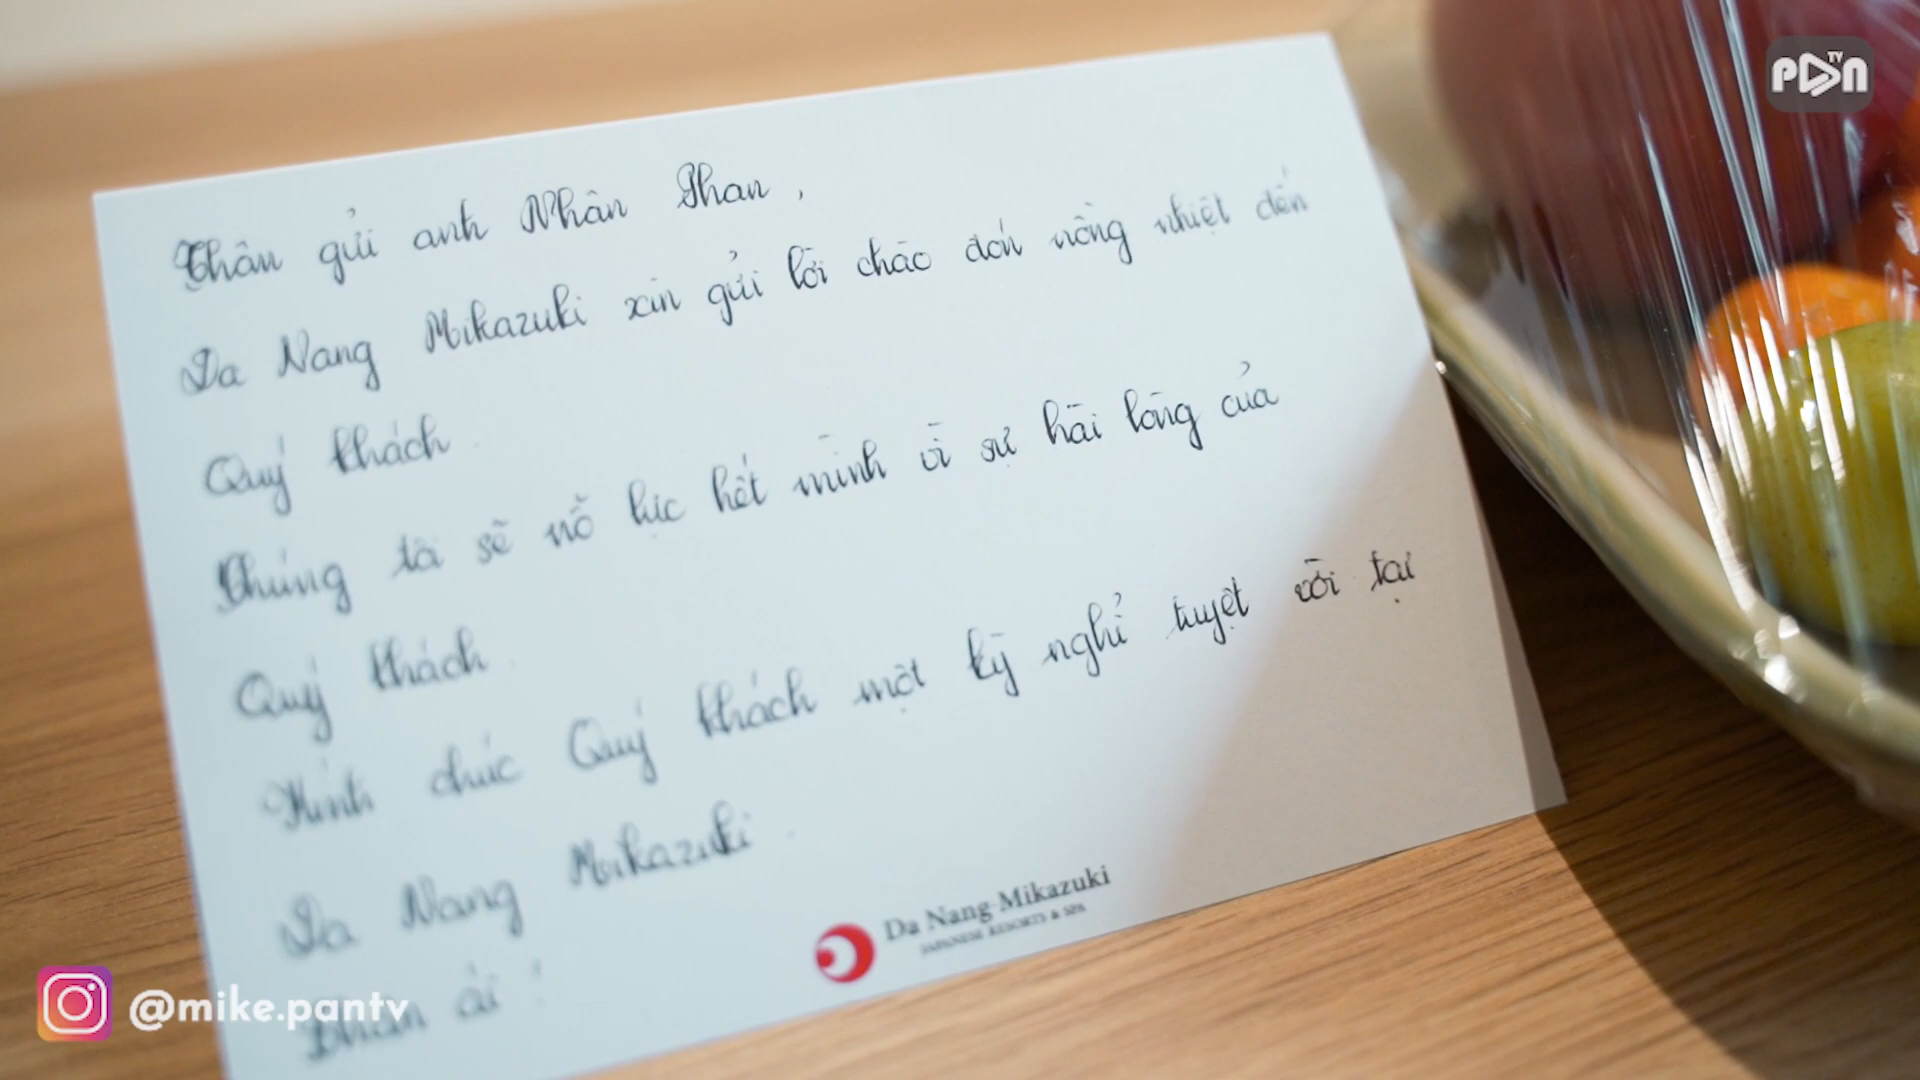 PDN TV
Thân gửi anh Nhân Phan,
Da Nang Mikazuki xin gửi lời chào đón nồng nhiệt đến
Quý khách.
Chúng tôi sẽ nỗ lực hết mình vì sự hài lòng của
Quý khách.
Kính chúc Quý khách một kỳ nghỉ tuyệt vời tại
Da Nang Mikazuki.
Thân ái!
Da Nang Mikazuki
JAPANESE RESORTS & SPA
@mike.pantv